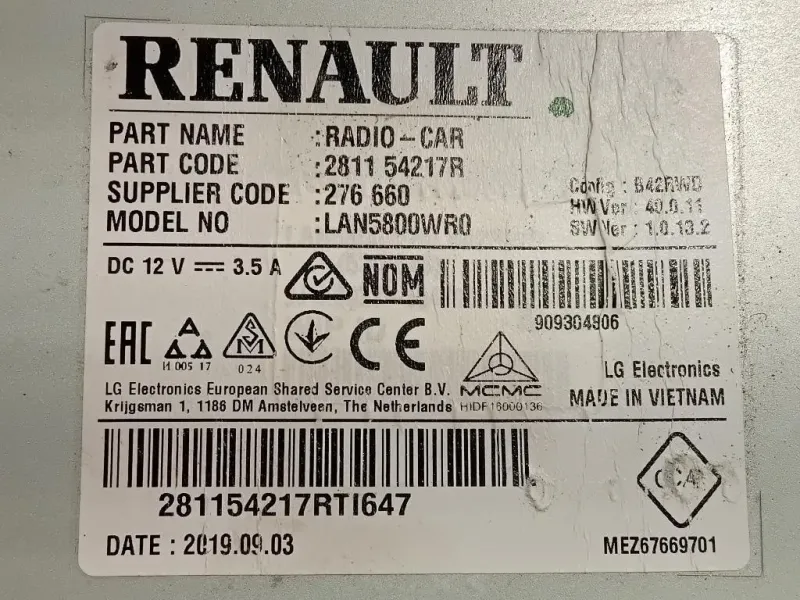 RENAULT
PART NAME :RADIO-CAR
PART CODE :2811 54217R
SUPPLIER CODE :276 660
MODEL NO :LAN5800WR0
Config : B42RWD
HW Ver : 40.0.11
SW Ver : 1.0.13.2
DC 12 V 3.5 A
NOM
909304906
EAC
A
И 005 17
SM
024
CE
MCMC
HIDF16000136
LG Electronics
MADE IN VIETNAM
LG Electronics European Shared Service Center B.V.
Krijgsman 1, 1186 DM Amstelveen, The Netherlands
281154217RTI647
DATE : 2019.09.03
MEZ67669701